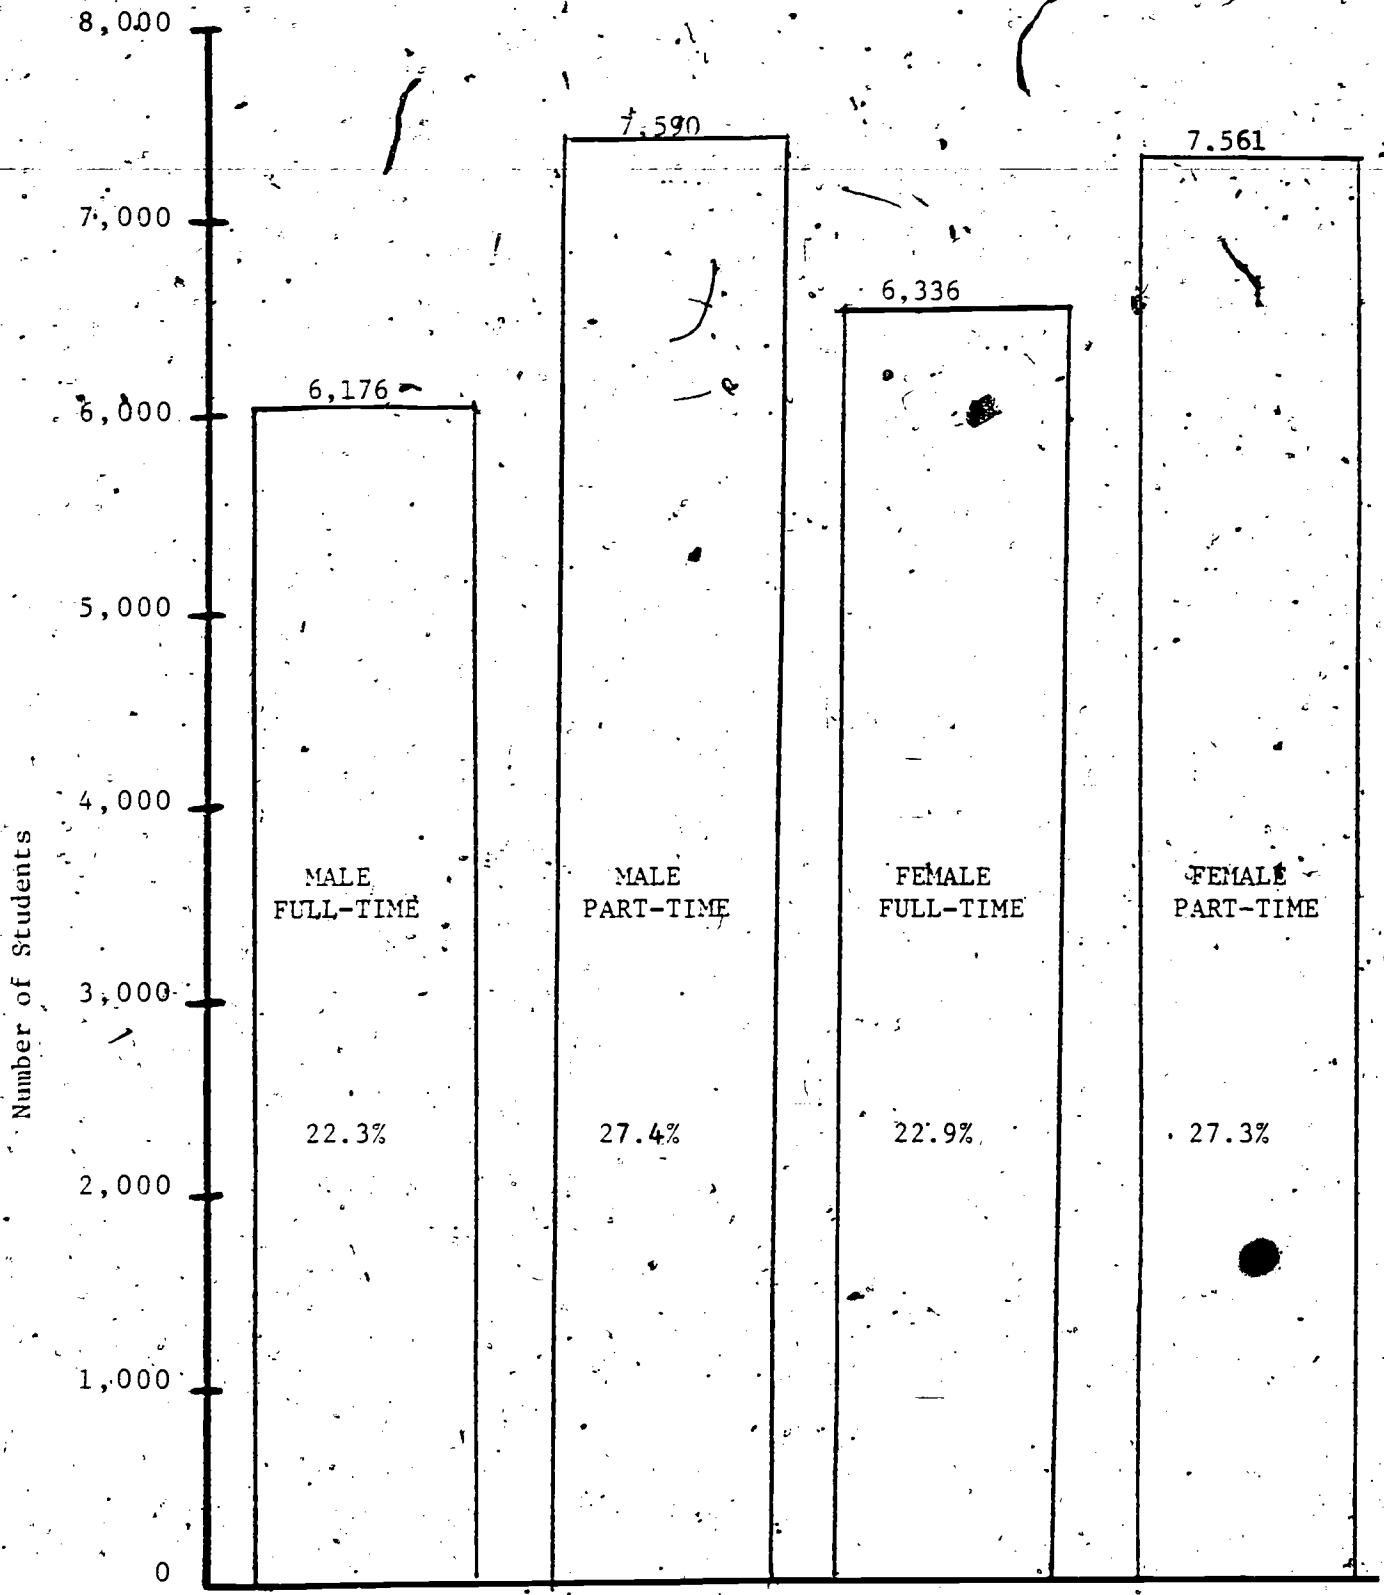 8,000
7,590
7.561
7,000
6,336
6,176
6,000
5,000
4,000
Number of Students
MALE
FULL-TIME
MALE
PART-TIME
FEMALE
FULL-TIME
FEMALE
PART-TIME
3,000
22.3%
27.4%
22.9%
27.3%
2,000
1,000
0